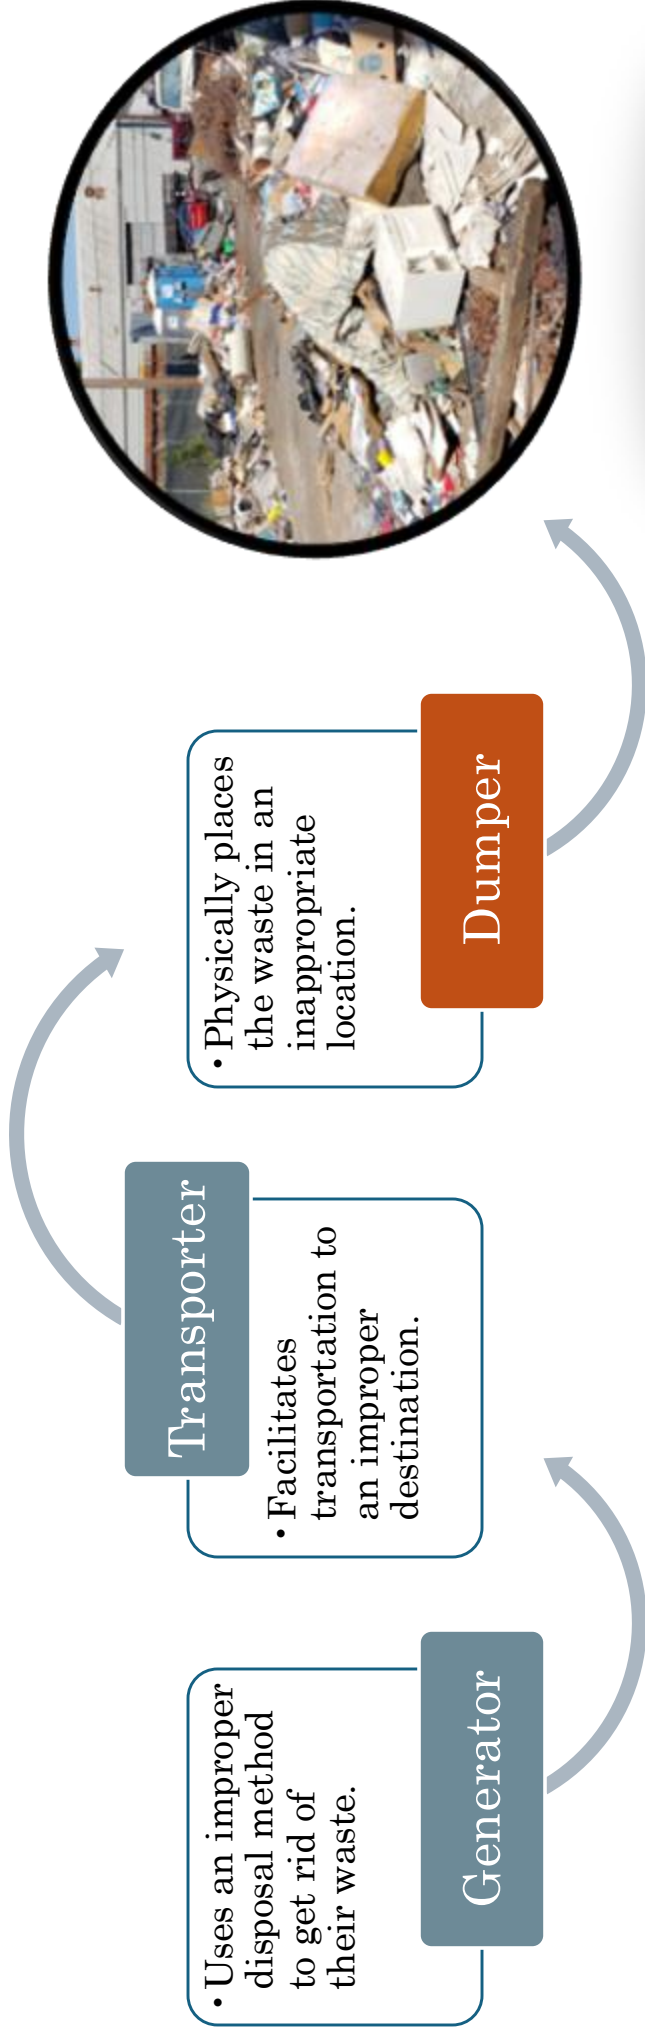 • Uses an improper
disposal method
to get rid of
their waste.
Generator
Transporter
• Facilitates
transportation to
an improper
destination.
• Physically places
the waste in an
inappropriate
location.
Dumper